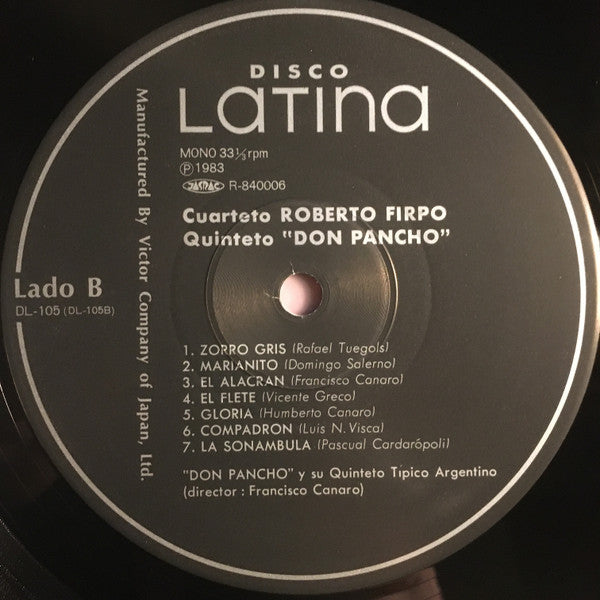 DISCO
LATINA
MONO 33⅓rpm
Ⓟ1983
JASRAC R-840006
Cuarteto ROBERTO FIRPO
Quinteto "DON PANCHO"
Lado B
DL-105 (DL-105B)
1. ZORRO GRIS (Rafael Tuegols)
2. MARIANITO (Domingo Salerno)
3. EL ALACRAN (Francisco Canaro)
4. EL FLETE (Vicente Greco)
5. GLORIA (Humberto Canaro)
6. COMPADRON (Luis N. Visca)
7. LA SONAMBULA (Pascual Cardarópoli)
"DON PANCHO" y su Quinteto Típico Argentino
(director : Francisco Canaro)
Manufactured By Victor Company of Japan, Ltd.